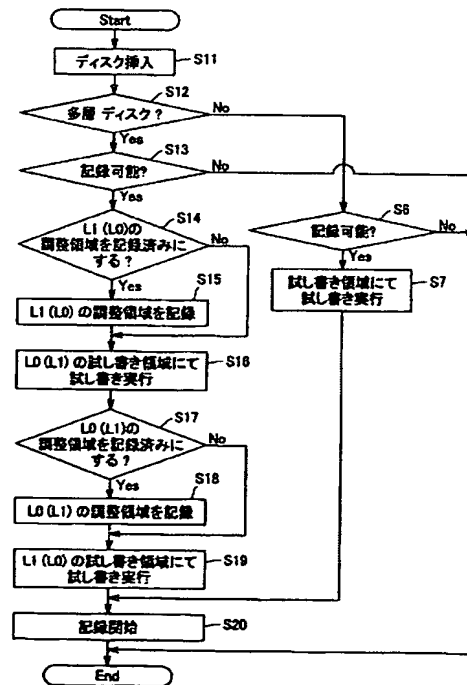 Start
ディスク挿入
S11
多層 ディスク?
S12
No
Yes
記録可能?
S13
No
Yes
L1(L0)の
調整領域を記録済みに
する?
S14
No
Yes
L1(L0)の調整領域を記録
S15
L0(L1)の試し書き領域にて
試し書き実行
S16
L0(L1)の
調整領域を記録済みに
する?
S17
No
Yes
L0(L1)の調整領域を記録
S18
L1(L0)の試し書き領域にて
試し書き実行
S19
記録開始
S20
End
記録可能?
S6
No
Yes
試し書き領域にて
試し書き実行
S7